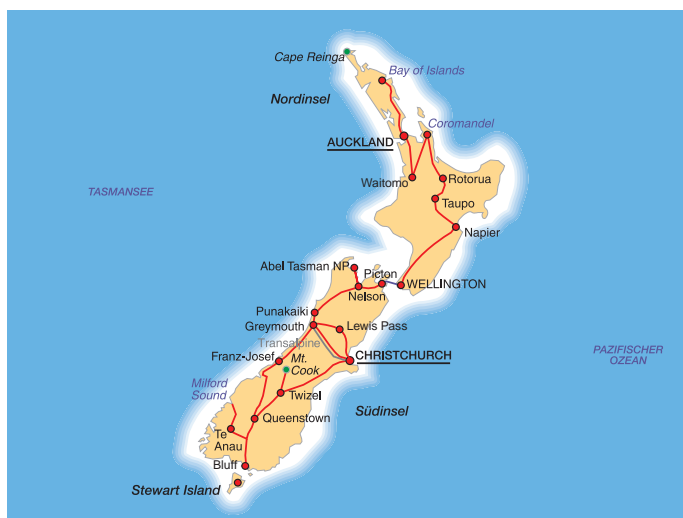 Cape Reinga
Bay of Islands
Nordinsel
Coromandel
AUCKLAND
Waitomo
Rotorua
TASMANSEE
Taupo
Napier
Abel Tasman NP
Picton
WELLINGTON
Nelson
Punakaiki
Greymouth
Lewis Pass
Transalpine
Franz-Josef
Mt.
Cook
CHRISTCHURCH
PAZIFISCHER
OZEAN
Milford
Sound
Twizel
Südinsel
Queenstown
Te
Anau
Bluff
Stewart Island